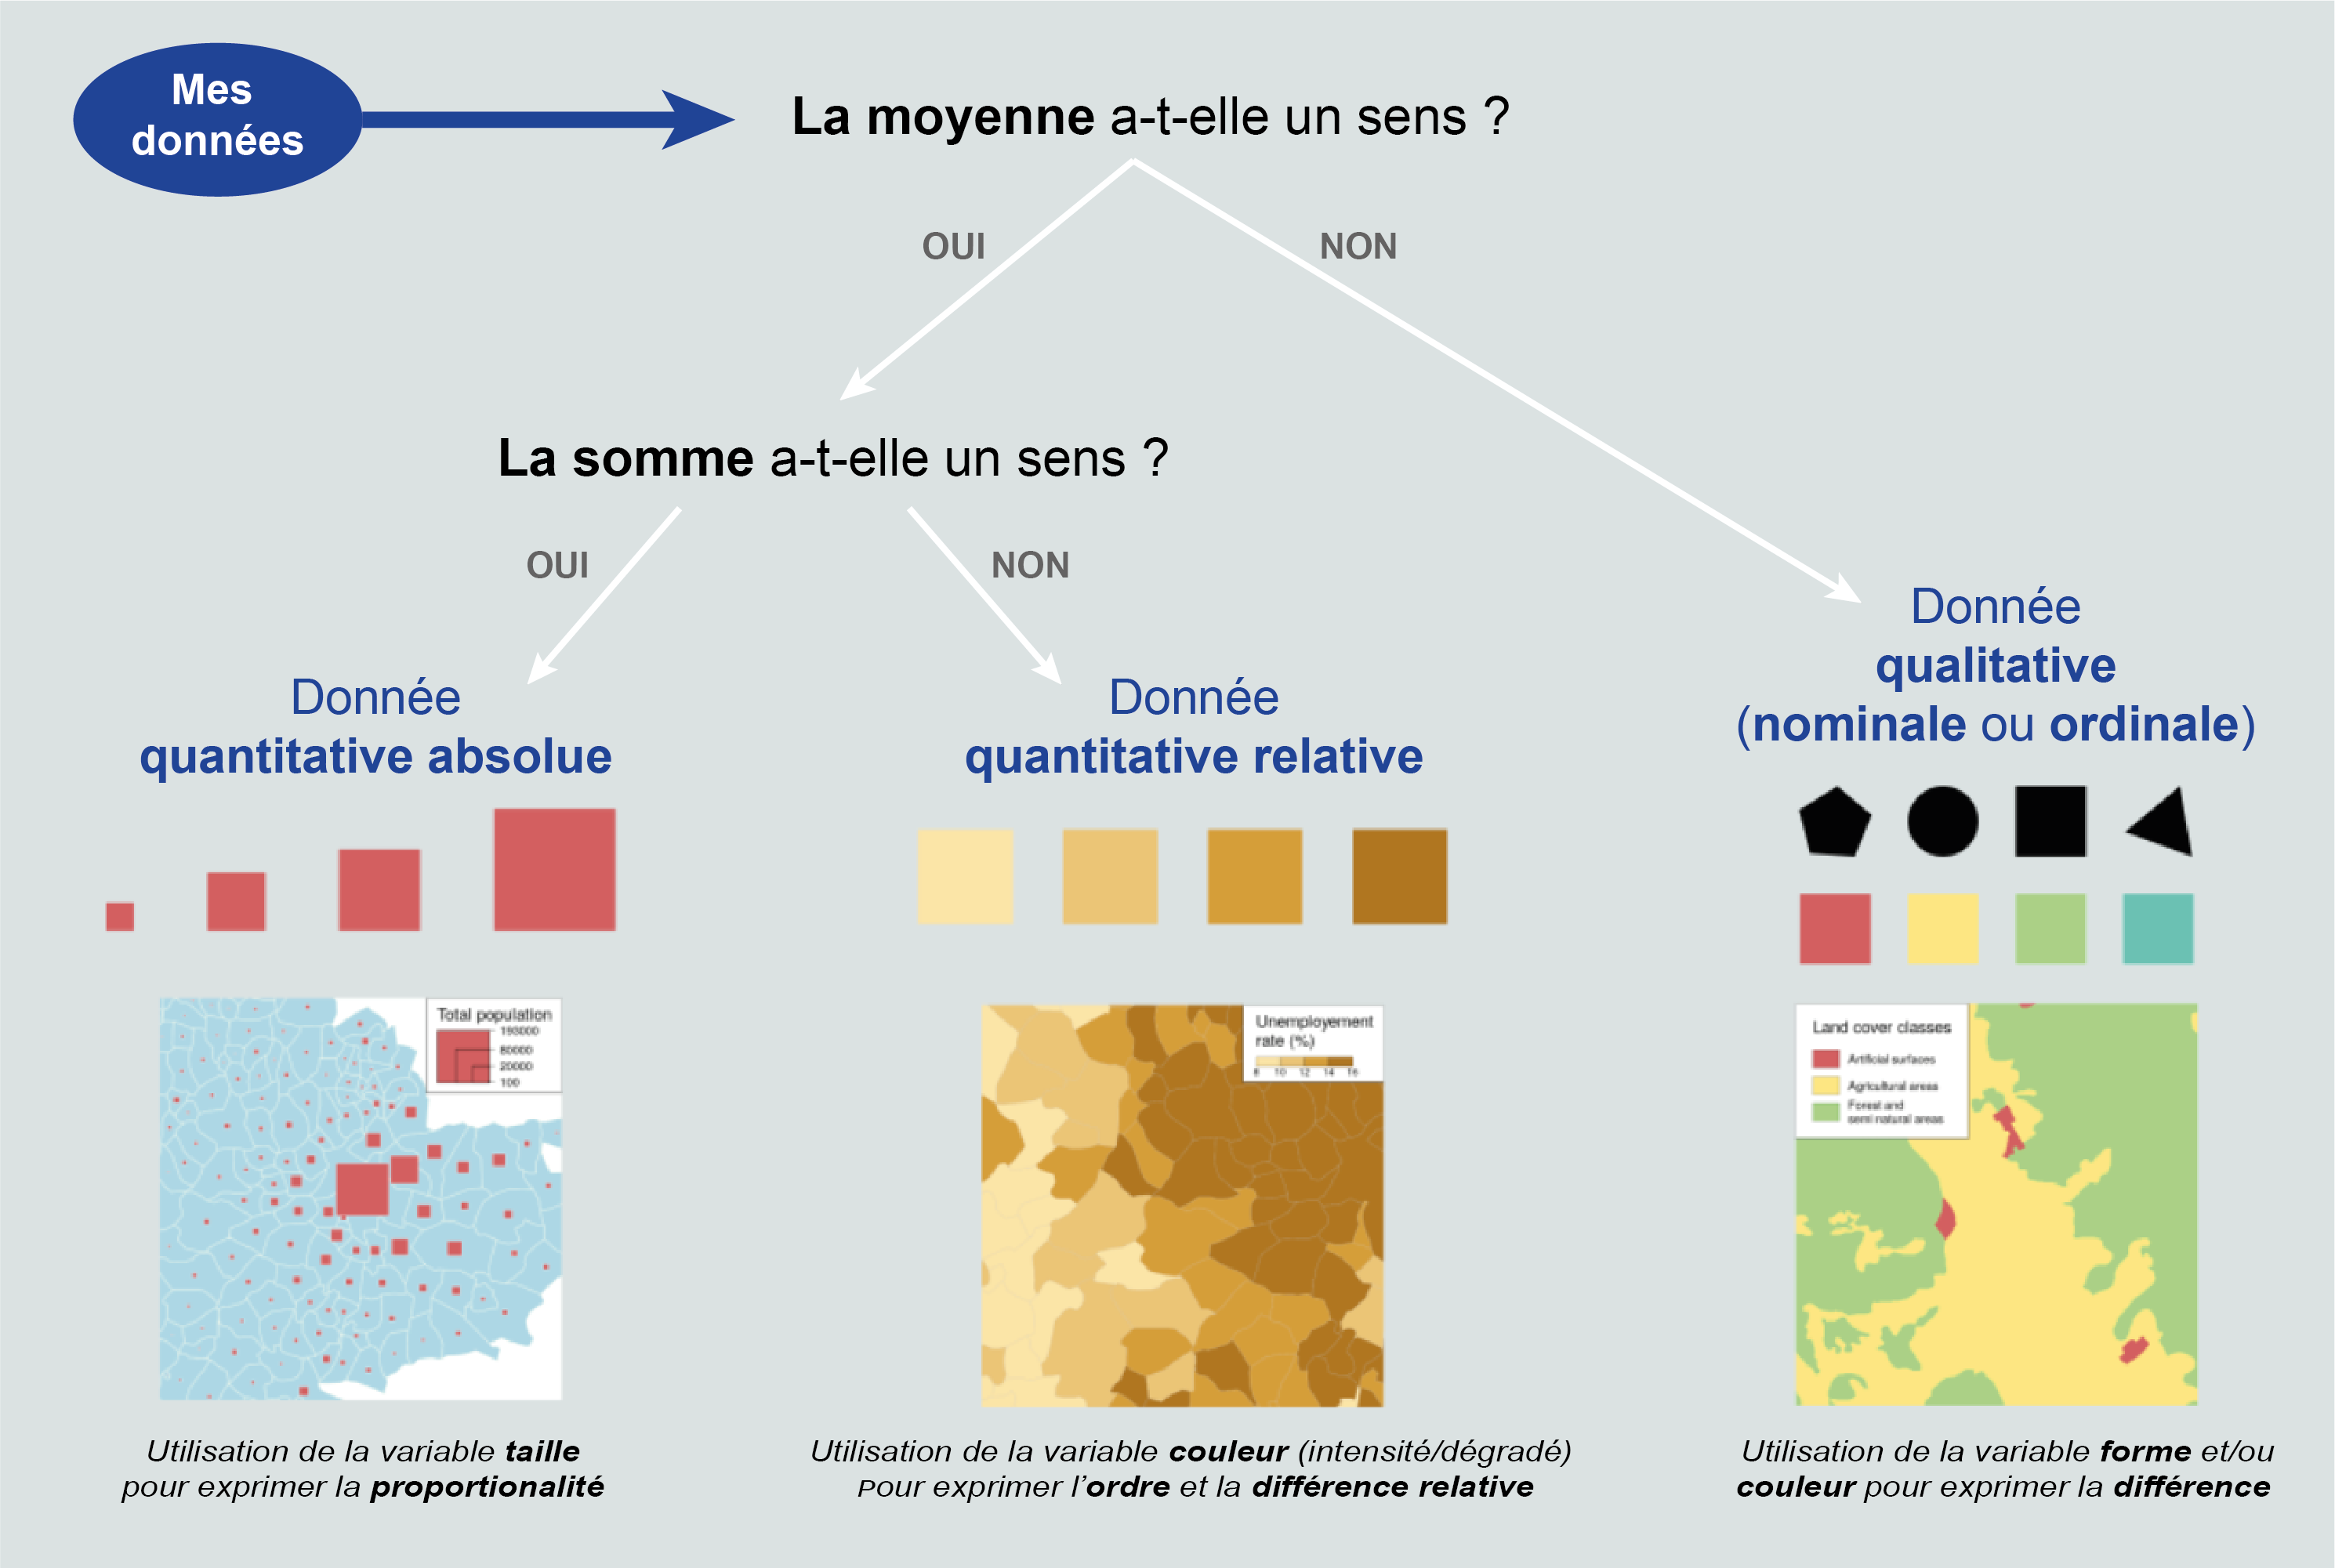 Mes
données
La moyenne a-t-elle un sens ?
OUI
NON
La somme a-t-elle un sens ?
OUI
NON
Donnée
quantitative absolue
Donnée
quantitative relative
Donnée
qualitative
(nominale ou ordinale)
Total population
193000
80000
20000
100
Unemployement
rate (%)
8 10 12 14 16
Land cover classes
Artificial surfaces
Agricultural areas
Forest and
semi natural areas
Utilisation de la variable taille
pour exprimer la proportionalité
Utilisation de la variable couleur (intensité/dégradé)
Pour exprimer l’ordre et la différence relative
Utilisation de la variable forme et/ou
couleur pour exprimer la différence